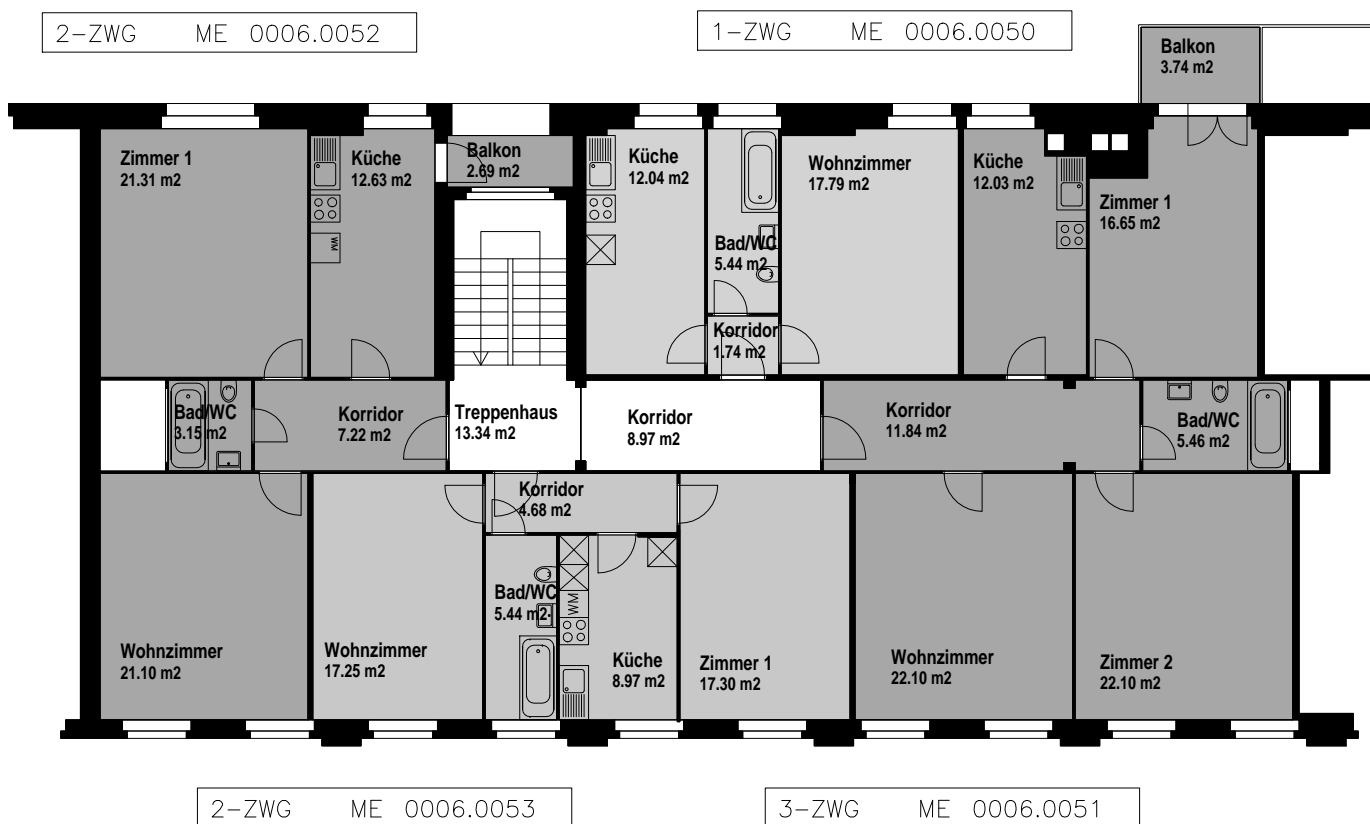 2-ZWG ME 0006.0052
1-ZWG ME 0006.0050
Balkon
3.74 m2
Zimmer 1
21.31 m2
Küche
12.63 m2
Balkon
2.69 m2
Küche
12.04 m2
Wohnzimmer
17.79 m2
Küche
12.03 m2
Zimmer 1
16.65 m2
WM
Bad/WC
5.44 m2
Korridor
1.74 m2
Bad/WC
3.15 m2
Korridor
7.22 m2
Treppenhaus
13.34 m2
Korridor
8.97 m2
Korridor
11.84 m2
Bad/WC
5.46 m2
Korridor
4.68 m2
Bad/WC
5.44 m2
WM
Wohnzimmer
21.10 m2
Wohnzimmer
17.25 m2
Küche
8.97 m2
Zimmer 1
17.30 m2
Wohnzimmer
22.10 m2
Zimmer 2
22.10 m2
2-ZWG ME 0006.0053
3-ZWG ME 0006.0051